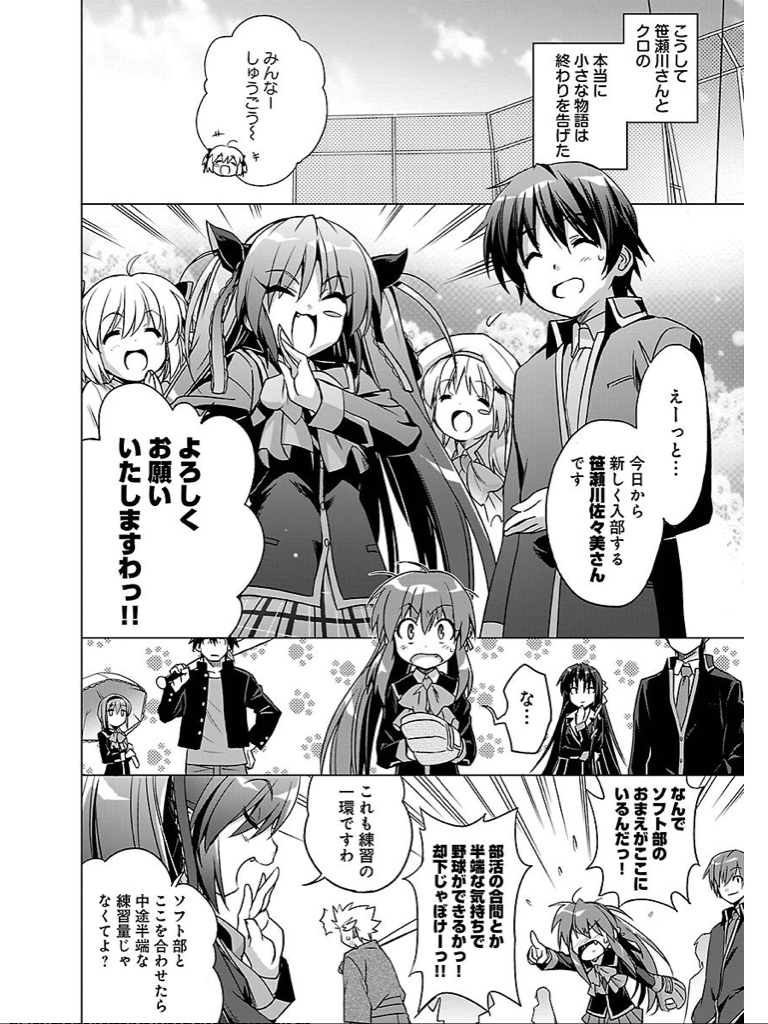 こうして
笹瀬川さんと
クロの
本当に
小さな物語は
終わりを告げた
みんなー
しゅうごう〜
えーっと…
今日から
新しく入部する
笹瀬川佐々美さん
です
よろしく
お願い
いたしますわっ!!
な…
なんで
ソフト部の
おまえがここに
いるんだっ!
部活の合間とか
半端な気持ちで
野球ができるかっ!
却下じゃぼけーっ!!
これも練習の
一環ですわ
ソフト部と
ここを合わせたら
中途半端な
練習量じゃ
なくてよ?